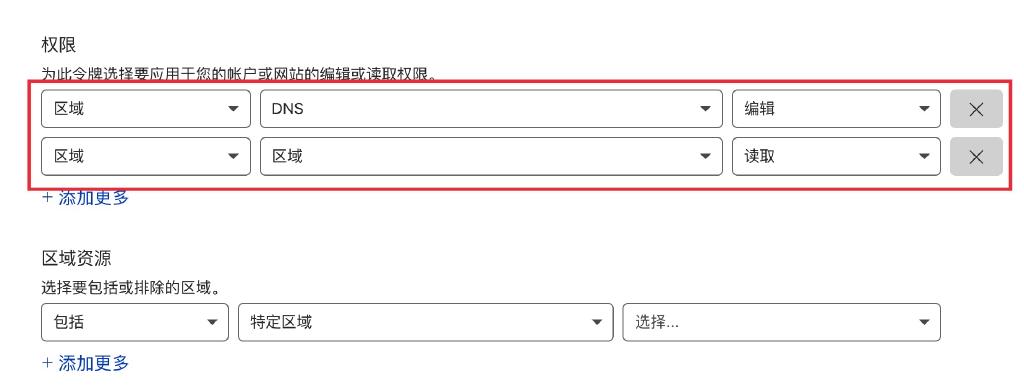 权限
为此令牌选择要应用于您的帐户或网站的编辑或读取权限。
区域 DNS 编辑
区域 区域 读取
+ 添加更多
区域资源
选择要包括或排除的区域。
包括 特定区域 选择...
+ 添加更多